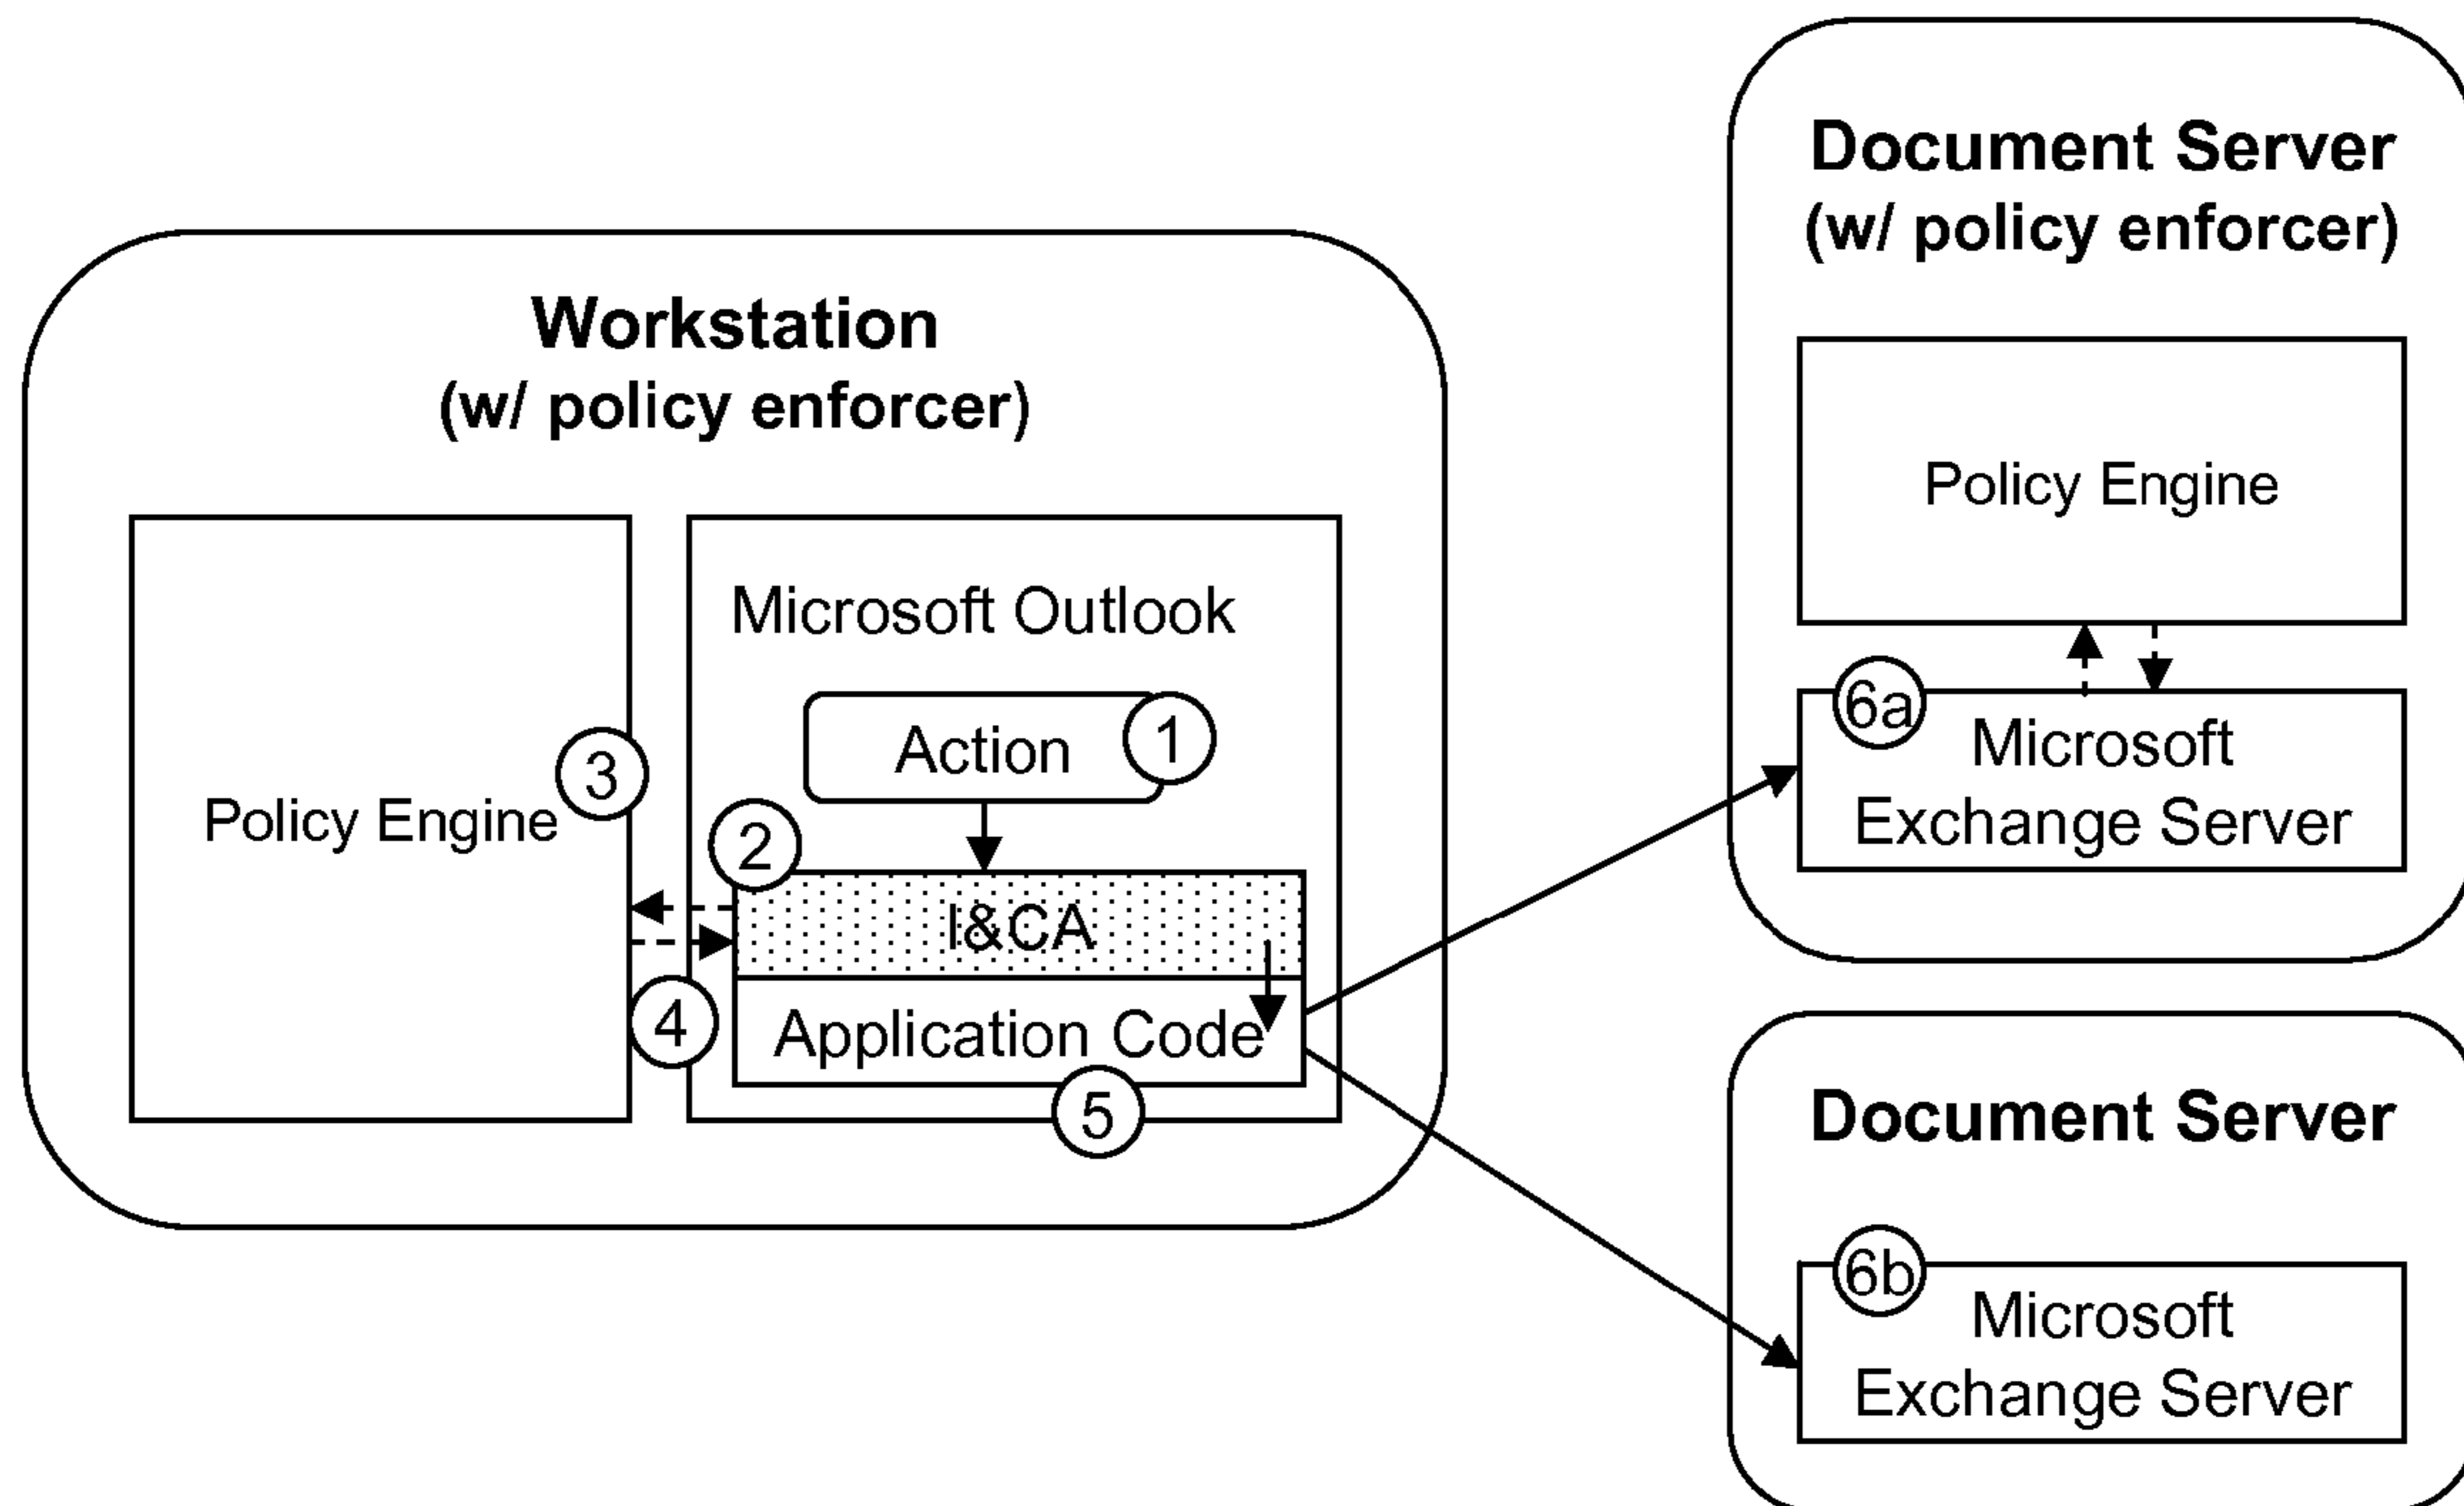 Workstation
(w/ policy enforcer)
Policy Engine
3
Microsoft Outlook
Action
1
2
I&CA
4
Application Code
5
Document Server
(w/ policy enforcer)
Policy Engine
6a
Microsoft
Exchange Server
Document Server
6b
Microsoft
Exchange Server